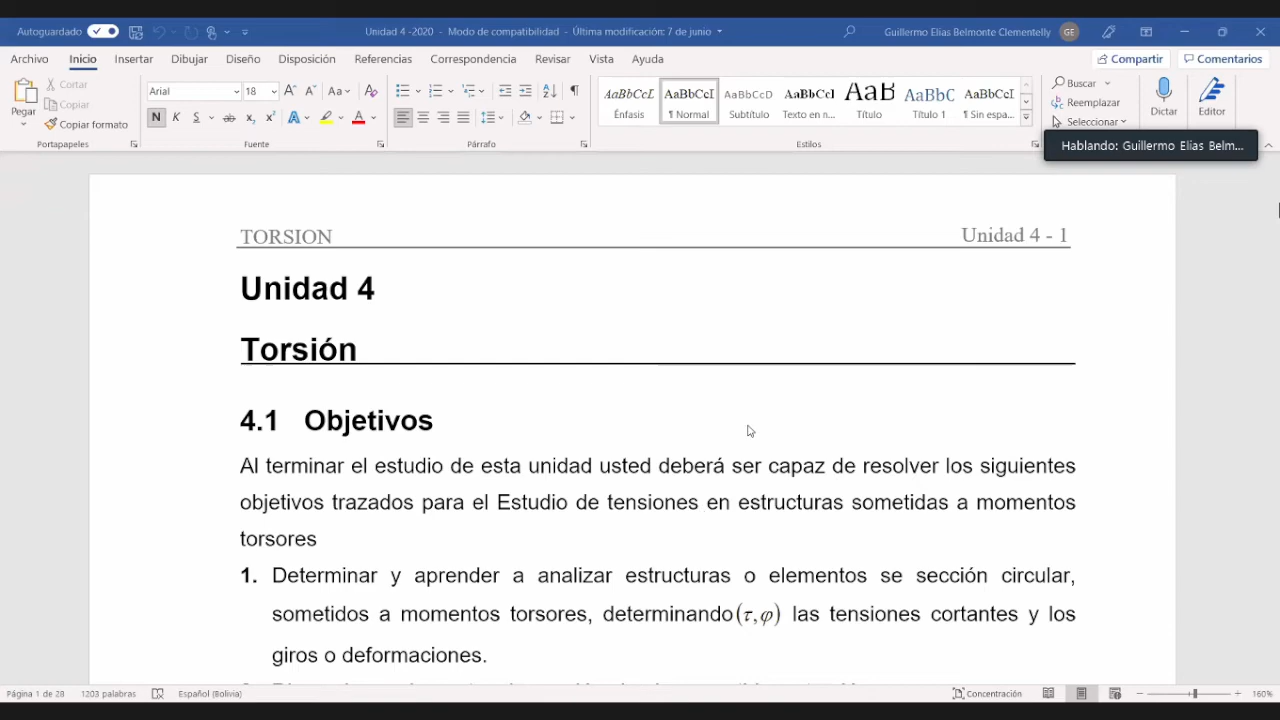 Autoguardado
Unidad 4 -2020 - Modo de compatibilidad - Última modificación: 7 de junio
Guillermo Elias Belmonte Clementelly GE
Archivo Inicio Insertar Dibujar Diseño Disposición Referencias Correspondencia Revisar Vista Ayuda Compartir Comentarios
Pegar
Cortar
Copiar
Copiar formato
Portapapeles
Arial 18
N K S ab
Fuente
Párrafo
AaBbCcI Énfasis
AaBbCcI ¶ Normal
AaBbCcD Subtítulo
AaBbCcl Texto en n...
AaB Título
AaBbC Título 1
AaBbCcI ¶ Sin espa...
Estilos
Buscar
Reemplazar
Seleccionar
Dictar
Editor
Hablando: Guillermo Elias Belm...
TORSION Unidad 4 - 1
Unidad 4
Torsión
4.1 Objetivos
Al terminar el estudio de esta unidad usted deberá ser capaz de resolver los siguientes
objetivos trazados para el Estudio de tensiones en estructuras sometidas a momentos
torsores
1. Determinar y aprender a analizar estructuras o elementos se sección circular,
sometidos a momentos torsores, determinando (τ,φ) las tensiones cortantes y los
giros o deformaciones.
Página 1 de 28 1203 palabras Español (Bolivia) Concentración 160%